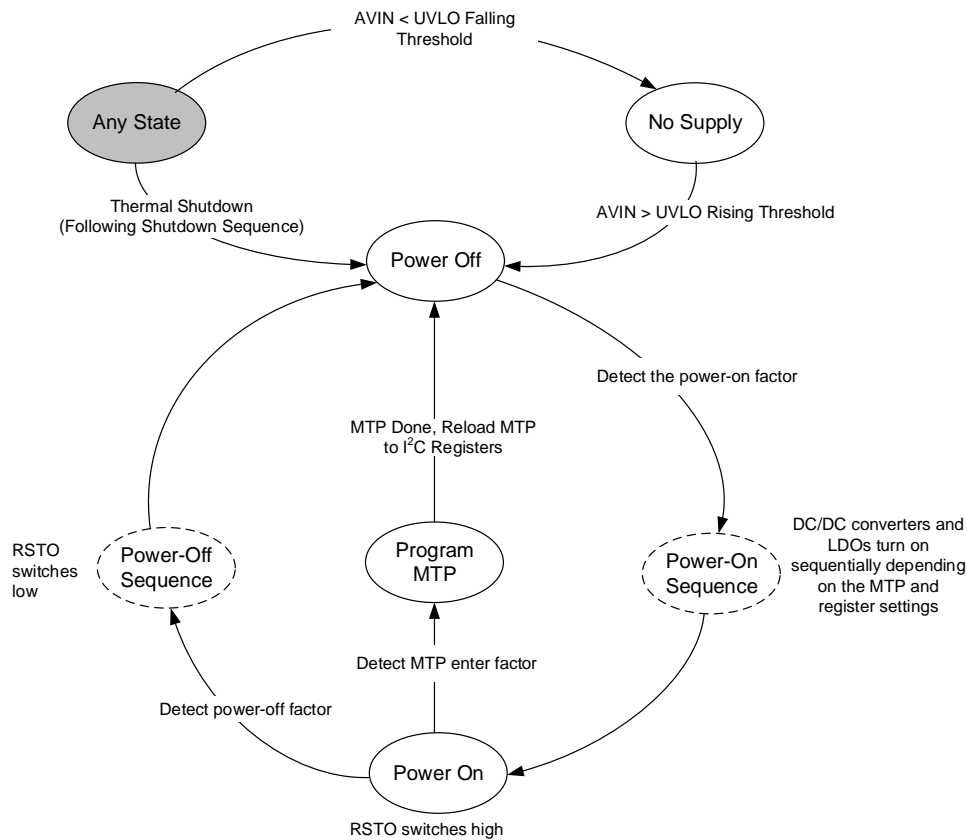 AVIN < UVLO Falling
Threshold
Any State
No Supply
Thermal Shutdown
(Following Shutdown Sequence)
AVIN > UVLO Rising Threshold
Power Off
Detect the power-on factor
MTP Done, Reload MTP
to I²C Registers
RSTO
switches
low
Power-Off
Sequence
Program
MTP
Power-On
Sequence
DC/DC converters and
LDOs turn on
sequentially depending
on the MTP and
register settings
Detect MTP enter factor
Detect power-off factor
Power On
RSTO switches high